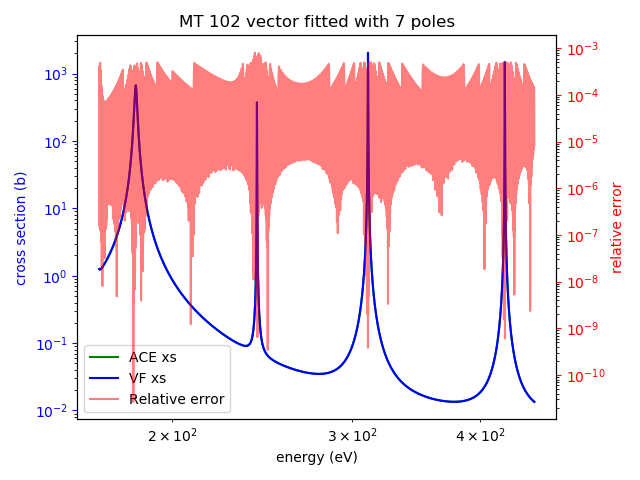 MT 102 vector fitted with 7 poles
cross section (b)
10³
10²
10¹
10⁰
10⁻¹
10⁻²
10⁻³
10⁻⁴
10⁻⁵
10⁻⁶
10⁻⁷
10⁻⁸
10⁻⁹
10⁻¹⁰
relative error
ACE xs
VF xs
Relative error
2 × 10²
3 × 10²
4 × 10²
energy (eV)